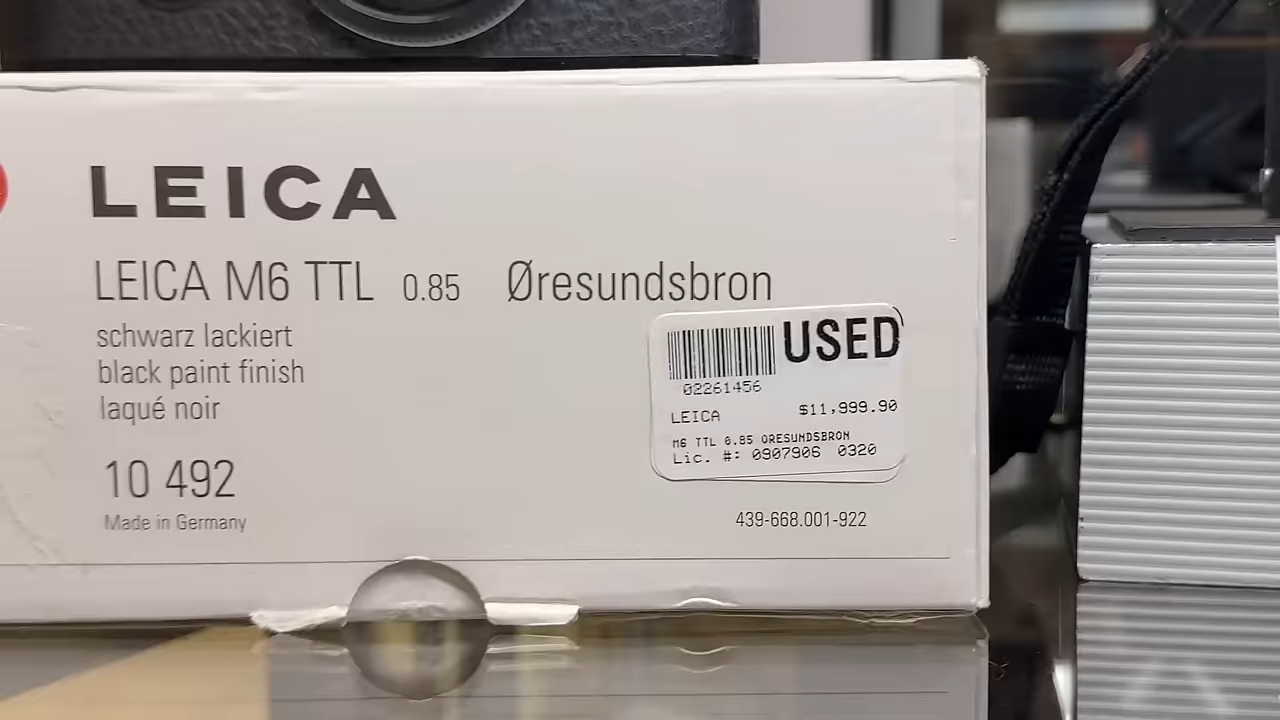 LEICA
LEICA M6 TTL 0.85 Øresundsbron
schwarz lackiert
black paint finish
laqué noir
10 492
Made in Germany
USED
02261456
LEICA $11,999.90
M6 TTL 0.85 ORESUNDSBRON
Lic. #: 0907906 0320
439-668.001-922